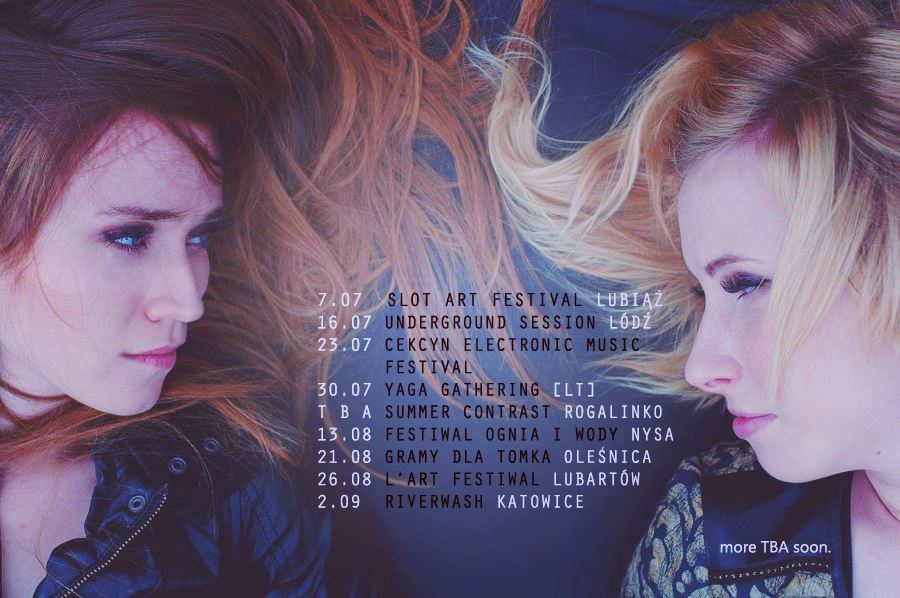 7.07 SLOT ART FESTIVAL LUBIĄŻ
16.07 UNDERGROUND SESSION ŁÓDŹ
23.07 CEKCYN ELECTRONIC MUSIC
FESTIVAL
30.07 YAGA GATHERING [LT]
T B A SUMMER CONTRAST ROGALINKO
13.08 FESTIWAL OGNIA I WODY NYSA
21.08 GRAMY DLA TOMKA OLEŚNICA
26.08 L'ART FESTIWAL LUBARTÓW
2.09 RIVERWASH KATOWICE
more TBA soon.